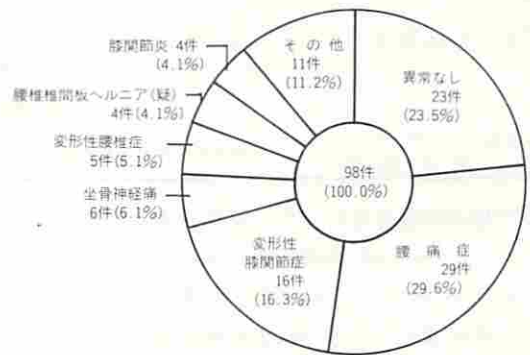 膝関節炎 4件
(4.1%)
腰椎椎間板ヘルニア(疑)
4件(4.1%)
変形性腰椎症
5件(5.1%)
坐骨神経痛
6件(6.1%)
変形性
膝関節症
16件
(16.3%)
その他
11件
(11.2%)
異常なし
23件
(23.5%)
98件
(100.0%)
腰痛症
29件
(29.6%)